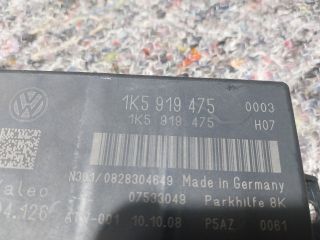 1K5 919 475 0003
1K5 919 475 H07
N301/0828304649 Made in Germany
07533049 Parkhilfe 8K
10.10.08 P5AZ 0061